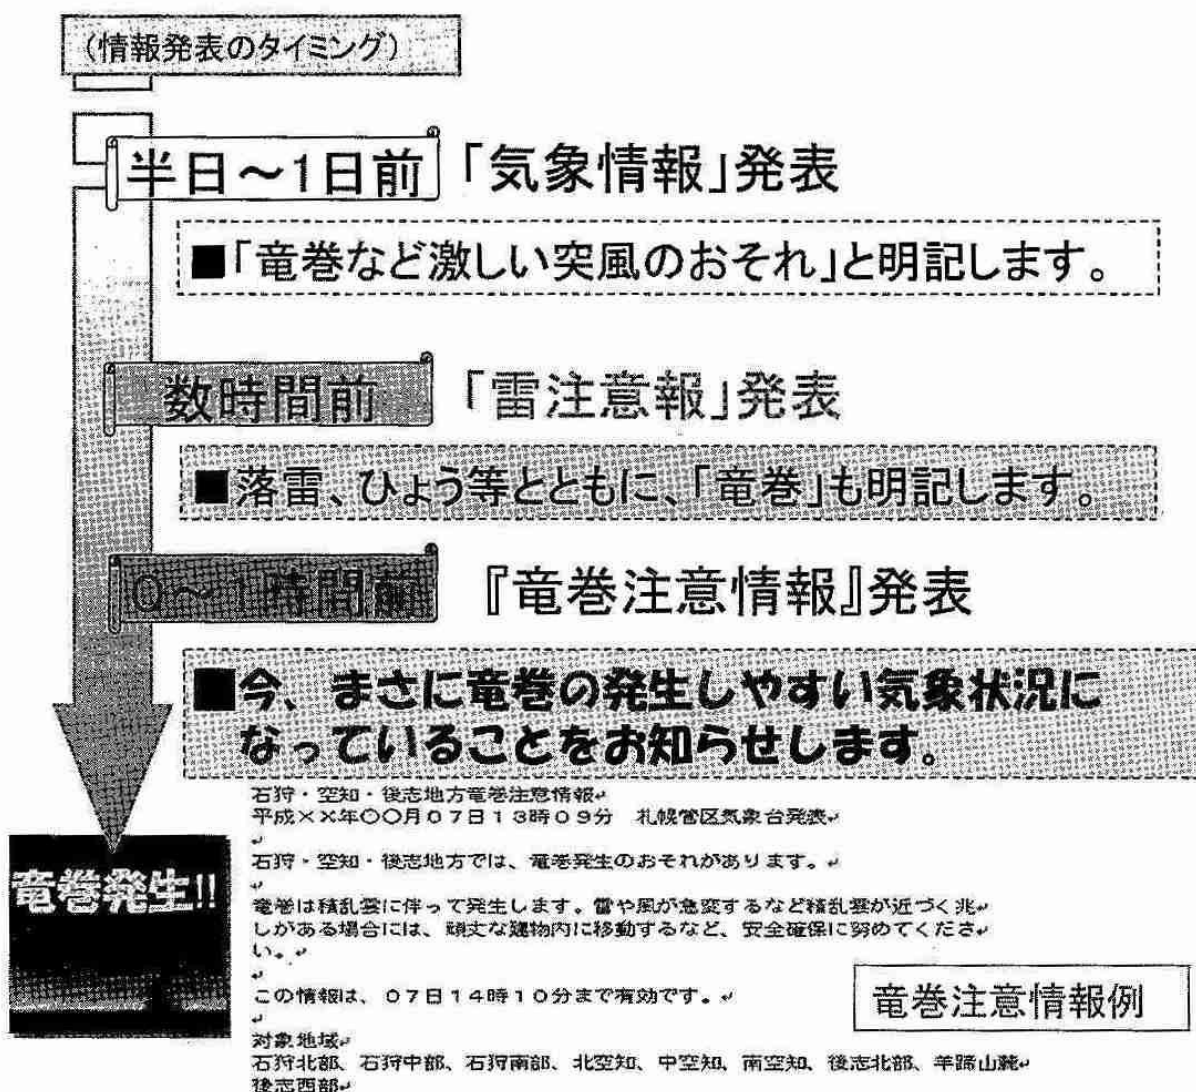 (情報発表のタイミング)
半日～1日前 「気象情報」発表
■「竜巻など激しい突風のおそれ」と明記します。
数時間前 「雷注意報」発表
■落雷、ひょう等とともに、「竜巻」も明記します。
0～1時間前 『竜巻注意情報』発表
■今、まさに竜巻の発生しやすい気象状況に
なっていることをお知らせします。
竜巻発生!!
石狩・空知・後志地方竜巻注意情報↵
平成××年〇〇月07日13時09分 札幌管区気象台発表↵
↵
石狩・空知・後志地方では、竜巻発生のおそれがあります。↵
↵
竜巻は積乱雲に伴って発生します。雷や風が急変するなど積乱雲が近づく兆↵
しがある場合には、頑丈な建物内に移動するなど、安全確保に努めてくださ↵
い。↵
↵
この情報は、07日14時10分まで有効です。↵
↵
対象地域↵
石狩北部、石狩中部、石狩南部、北空知、中空知、南空知、後志北部、羊蹄山麓↵
後志西部↵
竜巻注意情報例